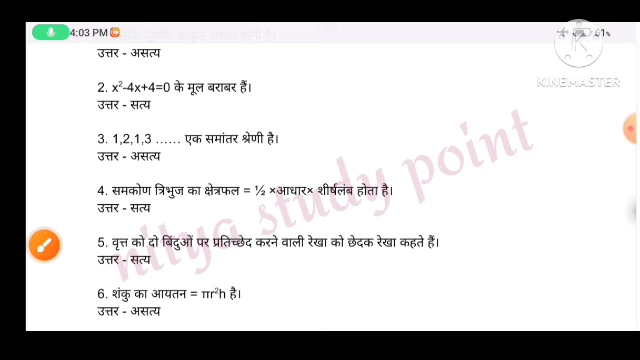 4:03 PM
61%
KINEMASTER
उत्तर - असत्य
2. x²-4x+4=0 के मूल बराबर हैं।
उत्तर - सत्य
3. 1,2,1,3 ...... एक समांतर श्रेणी है।
उत्तर - असत्य
4. समकोण त्रिभुज का क्षेत्रफल = ½ ×आधार× शीर्षलंब होता है।
उत्तर - सत्य
5. वृत्त को दो बिंदुओं पर प्रतिच्छेद करने वाली रेखा को छेदक रेखा कहते हैं।
उत्तर - सत्य
6. शंकु का आयतन = πr²h है।
उत्तर - असत्य
nitya study point